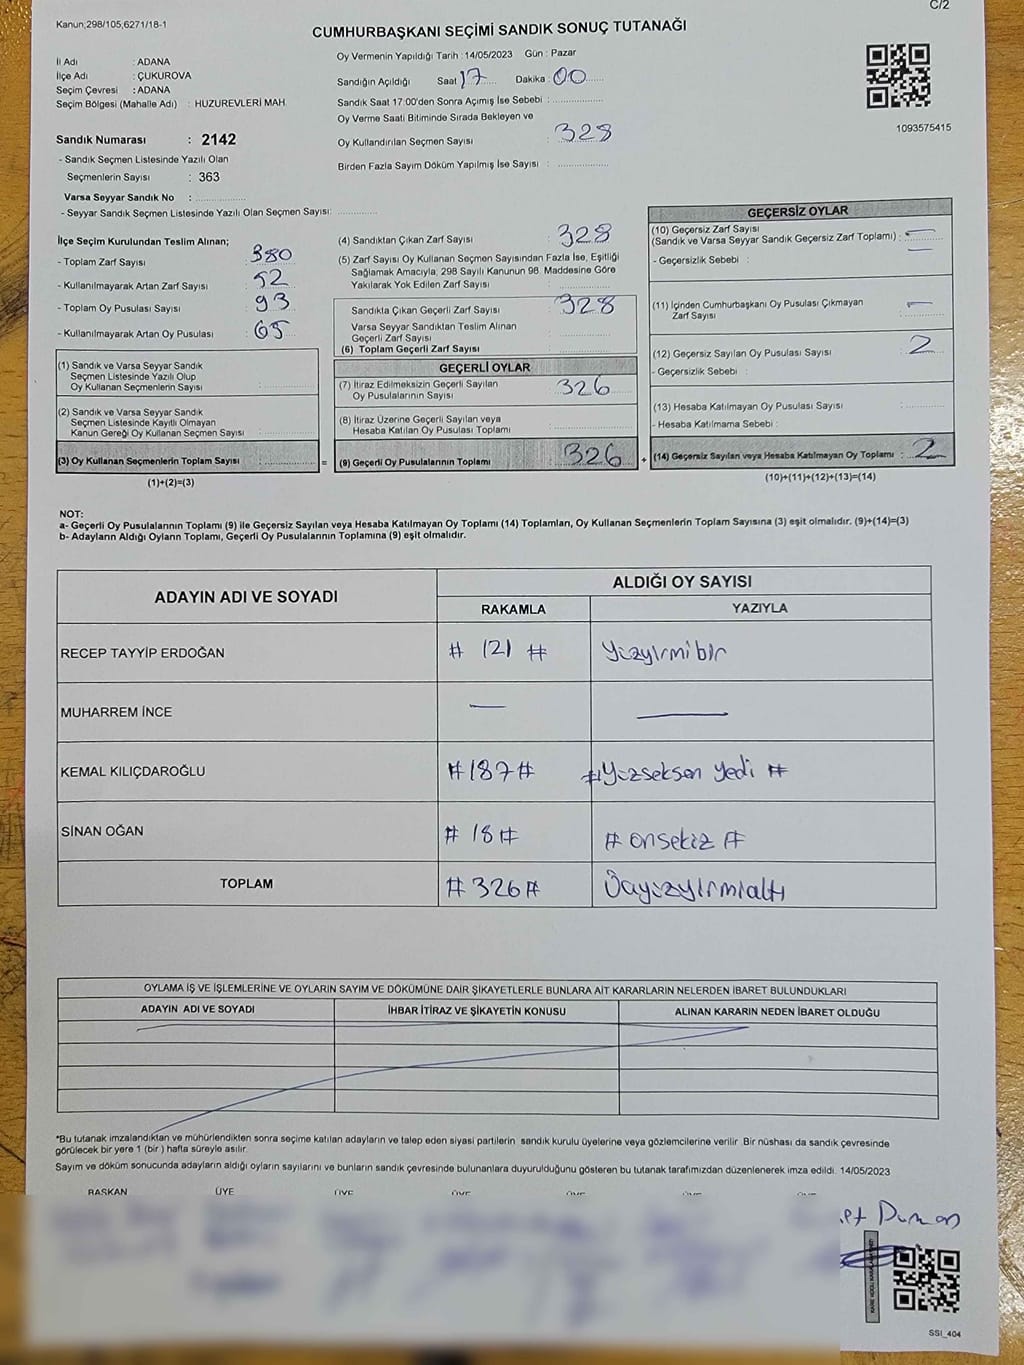 Kanun;298/105;6271/18-1
C/2
CUMHURBAŞKANI SEÇİMİ SANDIK SONUÇ TUTANAĞI
İl Adı : ADANA
İlçe Adı : ÇUKUROVA
Seçim Çevresi : ADANA
Seçim Bölgesi (Mahalle Adı) : HUZUREVLERİ MAH
Sandık Numarası : 2142
- Sandık Seçmen Listesinde Yazılı Olan
Seçmenlerin Sayısı : 363
Varsa Seyyar Sandık No :
- Seyyar Sandık Seçmen Listesinde Yazılı Olan Seçmen Sayısı:
Oy Vermenin Yapıldığı Tarih : 14/05/2023 Gün : Pazar
Sandığın Açıldığı Saat 17 Dakika : 00
Sandık Saat 17:00'den Sonra Açımış İse Sebebi :
Oy Verme Saati Bitiminde Sırada Bekleyen ve
Oy Kullandırılan Seçmen Sayısı : 328
Birden Fazla Sayım Döküm Yapılmış İse Sayısı :
1093575415
İlçe Seçim Kurulundan Teslim Alınan;
- Toplam Zarf Sayısı : 380
- Kullanılmayarak Artan Zarf Sayısı : 52
- Toplam Oy Pusulası Sayısı : 93
- Kullanılmayarak Artan Oy Pusulası : 65
(1) Sandık ve Varsa Seyyar Sandık
Seçmen Listesinde Yazılı Olup
Oy Kullanan Seçmenlerin Sayısı :
(2) Sandık ve Varsa Seyyar Sandık
Seçmen Listesinde Kayıtlı Olmayan
Kanun Gereği Oy Kullanan Seçmen Sayısı :
(3) Oy Kullanan Seçmenlerin Toplam Sayısı :
(1)+(2)=(3)
(4) Sandıktan Çıkan Zarf Sayısı : 328
(5) Zarf Sayısı Oy Kullanan Seçmen Sayısından Fazla İse, Eşitliği
Sağlamak Amacıyla, 298 Sayılı Kanunun 98. Maddesine Göre
Yakılarak Yok Edilen Zarf Sayısı :
Sandıkla Çıkan Geçerli Zarf Sayısı : 328
Varsa Seyyar Sandıktan Teslim Alınan
Geçerli Zarf Sayısı :
(6) Toplam Geçerli Zarf Sayısı :
GEÇERLİ OYLAR
(7) İtiraz Edilmeksizin Geçerli Sayılan
Oy Pusulalarının Sayısı : 326
(8) İtiraz Üzerine Geçerli Sayılan veya
Hesaba Katılan Oy Pusulası Toplamı :
= (9) Geçerli Oy Pusulalarının Toplamı : 326 +
GEÇERSİZ OYLAR
(10) Geçersiz Zarf Sayısı
(Sandık ve Varsa Seyyar Sandık Geçersiz Zarf Toplamı) : —
- Geçersizlik Sebebi : —
(11) İçinden Cumhurbaşkanı Oy Pusulası Çıkmayan
Zarf Sayısı : —
(12) Geçersiz Sayılan Oy Pusulası Sayısı : 2
- Geçersizlik Sebebi :
(13) Hesaba Katılmayan Oy Pusulası Sayısı :
- Hesaba Katılmama Sebebi :
(14) Geçersiz Sayılan veya Hesaba Katılmayan Oy Toplamı : 2
(10)+(11)+(12)+(13)=(14)
NOT:
a- Geçerli Oy Pusulalarının Toplamı (9) ile Geçersiz Sayılan veya Hesaba Katılmayan Oy Toplamı (14) Toplamları, Oy Kullanan Seçmenlerin Toplam Sayısına (3) eşit olmalıdır. (9)+(14)=(3)
b- Adayların Aldığı Oyların Toplamı, Geçerli Oy Pusulalarının Toplamına (9) eşit olmalıdır.
ADAYIN ADI VE SOYADI
ALDIĞI OY SAYISI
RAKAMLA YAZIYLA
RECEP TAYYİP ERDOĞAN # 121 # Yüzyirmibir
MUHARREM İNCE — —
KEMAL KILIÇDAROĞLU #187# #Yüzseksen yedi #
SİNAN OĞAN # 18# # onsekiz #
TOPLAM #326# Üçyüzyirmialtı
OYLAMA İŞ VE İŞLEMLERİNE VE OYLARIN SAYIM VE DÖKÜMÜNE DAİR ŞİKAYETLERLE BUNLARA AİT KARARLARIN NELERDEN İBARET BULUNDUKLARI
ADAYIN ADI VE SOYADI İHBAR İTİRAZ VE ŞİKAYETİN KONUSU ALINAN KARARIN NEDEN İBARET OLDUĞU
*Bu tutanak imzalandıktan ve mühürlendikten sonra seçime katılan adayların ve talep eden siyasi partilerin sandık kurulu üyelerine veya gözlemcilerine verilir Bir nüshası da sandık çevresinde
görülecek bir yere 1 (bir ) hafta süreyle asılır.
Sayım ve döküm sonucunda adayların aldığı oyların sayılarını ve bunların sandık çevresinde bulunanlara duyurulduğunu gösteren bu tutanak tarafımızdan düzenlenerek imza edildi. 14/05/2023
BAŞKAN ÜYE ÜYE ÜYE ÜYE ÜYE ÜYE
et Duman
SSI_404